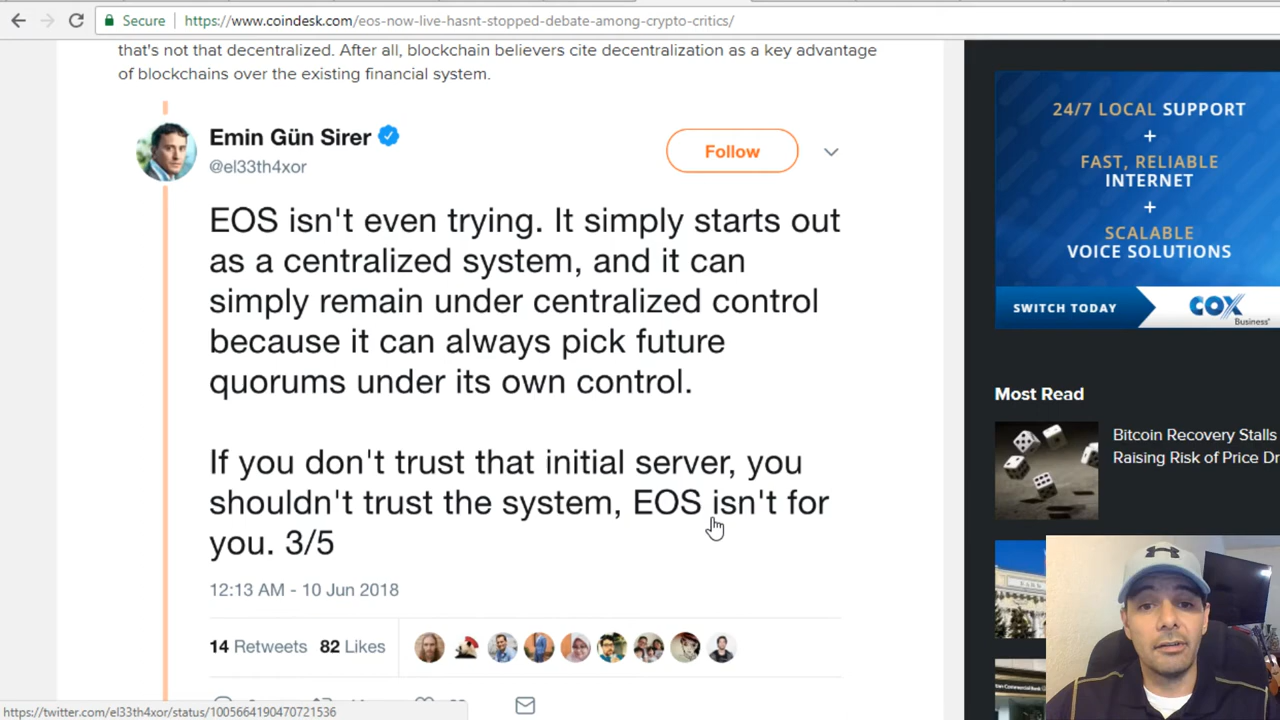 Secure
https://www.coindesk.com/eos-now-live-hasnt-stopped-debate-among-crypto-critics/
that's not that decentralized. After all, blockchain believers cite decentralization as a key advantage
of blockchains over the existing financial system.
Emin Gün Sirer
@el33th4xor
Follow
EOS isn't even trying. It simply starts out
as a centralized system, and it can
simply remain under centralized control
because it can always pick future
quorums under its own control.
If you don't trust that initial server, you
shouldn't trust the system, EOS isn't for
you. 3/5
12:13 AM - 10 Jun 2018
14 Retweets 82 Likes
https://twitter.com/el33th4xor/status/1005664190470721536
24/7 LOCAL SUPPORT
+
FAST, RELIABLE
INTERNET
+
SCALABLE
VOICE SOLUTIONS
SWITCH TODAY
COX
Business
Most Read
Bitcoin Recovery Stalls
Raising Risk of Price Dr